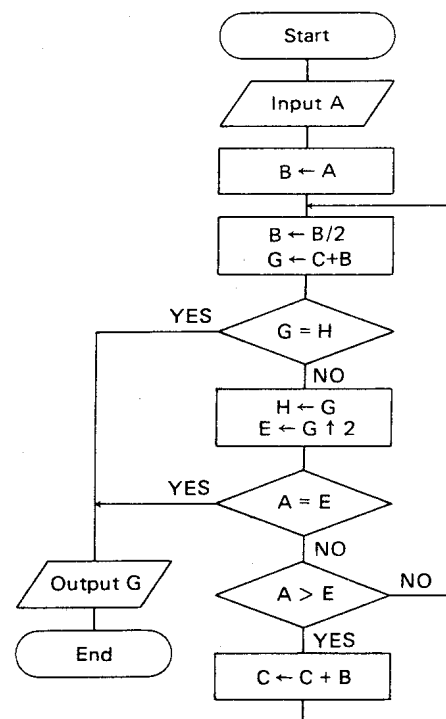 Start
Input A
B ← A
B ← B/2
G ← C+B
YES
G = H
NO
H ← G
E ← G ↑ 2
YES
A = E
NO
Output G
A > E
NO
End
YES
C ← C + B